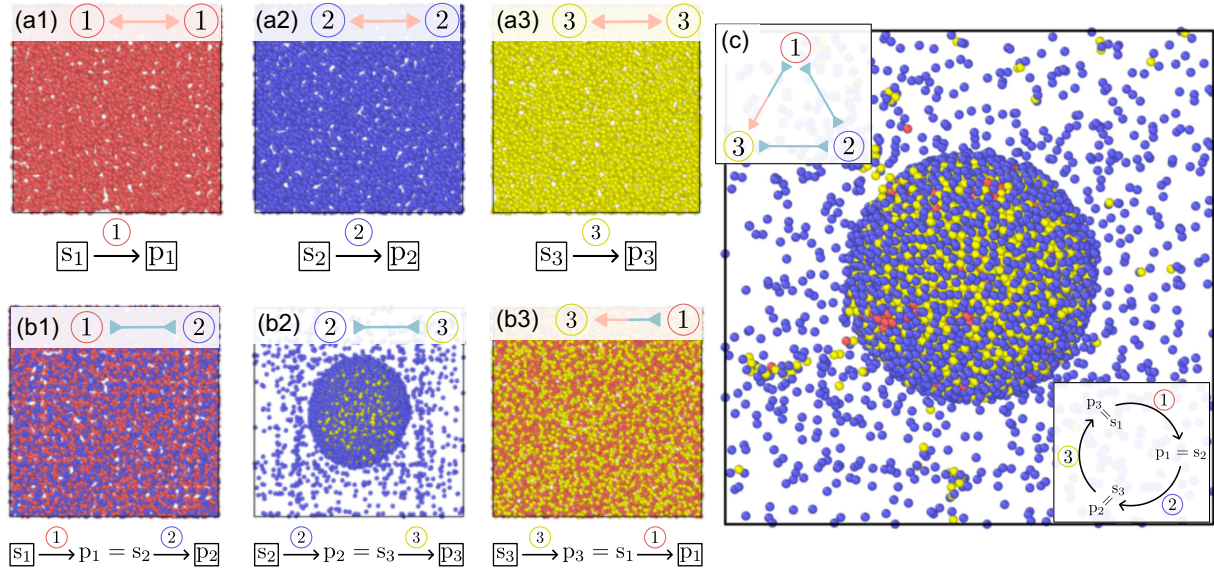 (a1) 1 1
(a2) 2 2
(a3) 3 3
1
s₁ → p₁
2
s₂ → p₂
3
s₃ → p₃
(b1) 1 2
(b2) 2 3
(b3) 3 1
1 2
s₁ → p₁ = s₂ → p₂
2 3
s₂ → p₂ = s₃ → p₃
3 1
s₃ → p₃ = s₁ → p₁
(c)
1
3 2
1
p₃ = s₁
p₁ = s₂
3
p₂ = s₃
2